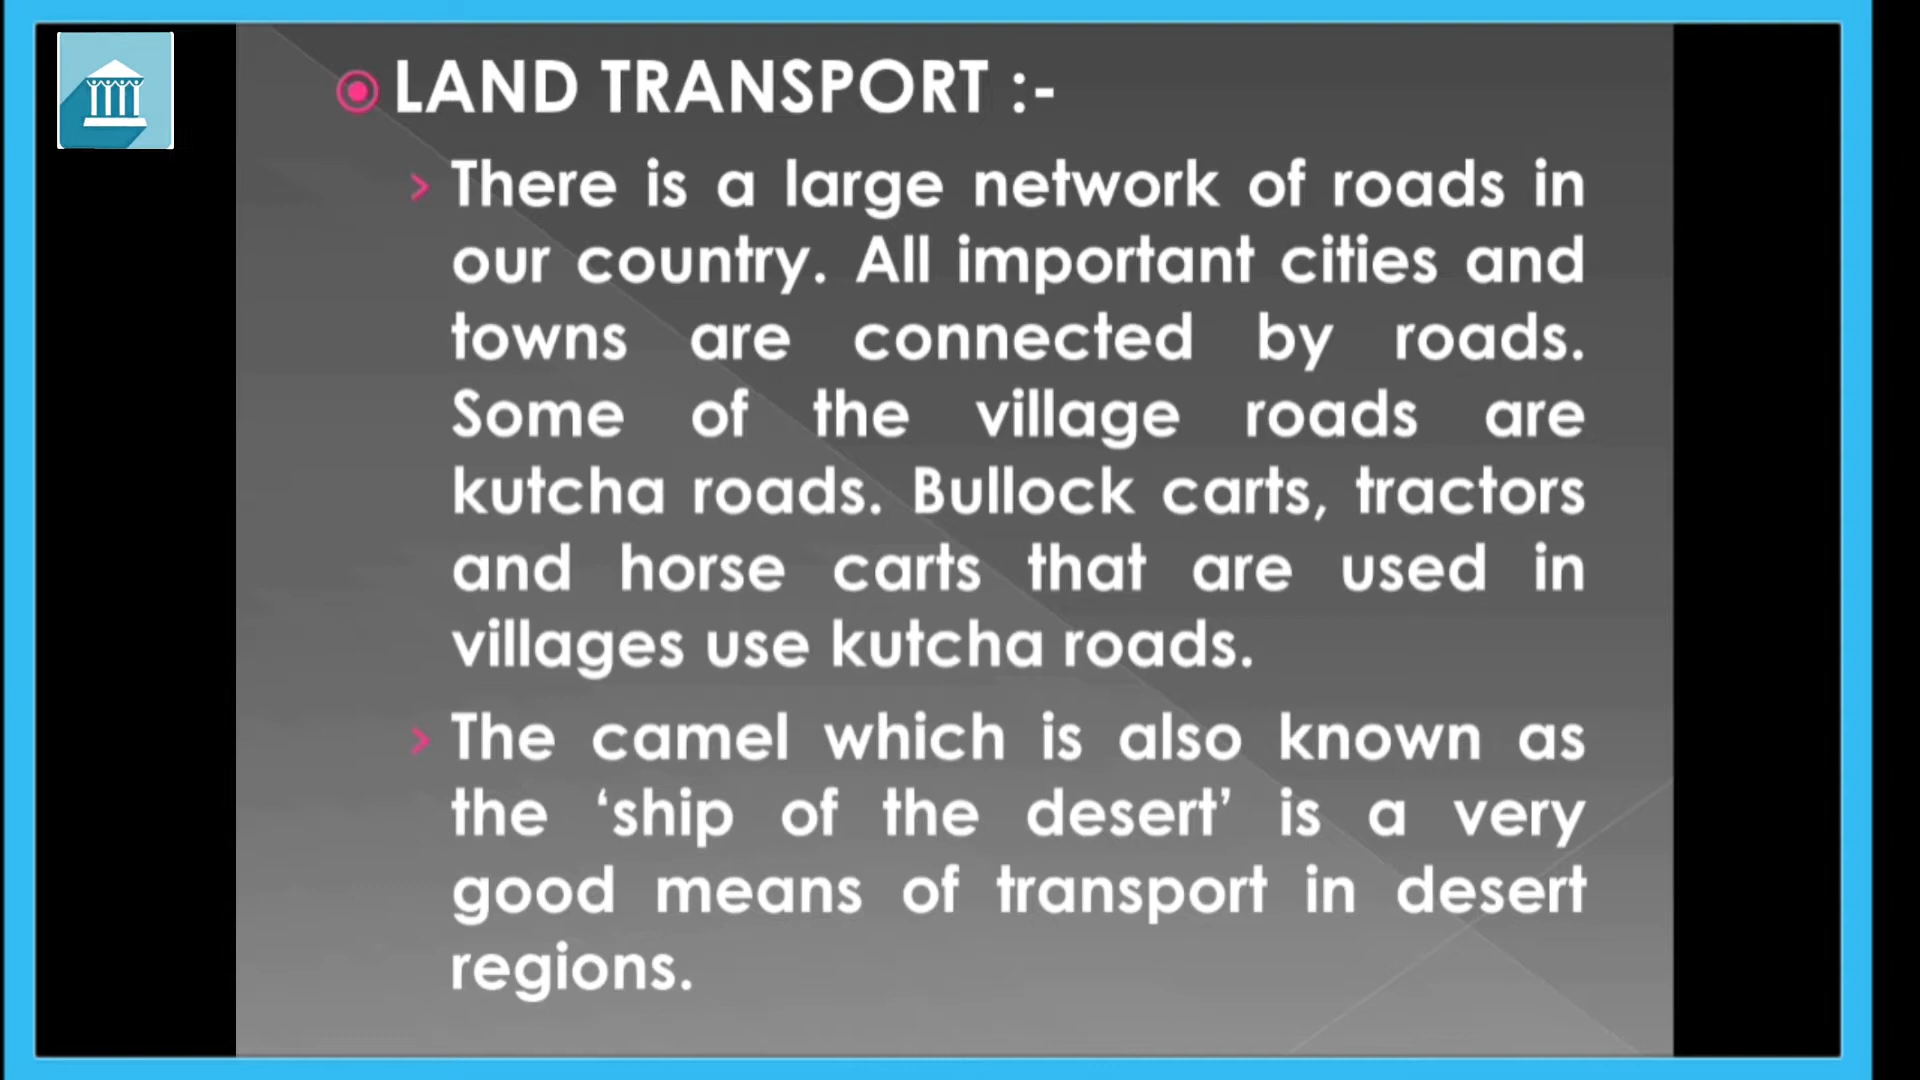 LAND TRANSPORT :-
There is a large network of roads in
our country. All important cities and
towns are connected by roads.
Some of the village roads are
kutcha roads. Bullock carts, tractors
and horse carts that are used in
villages use kutcha roads.
The camel which is also known as
the ‘ship of the desert’ is a very
good means of transport in desert
regions.